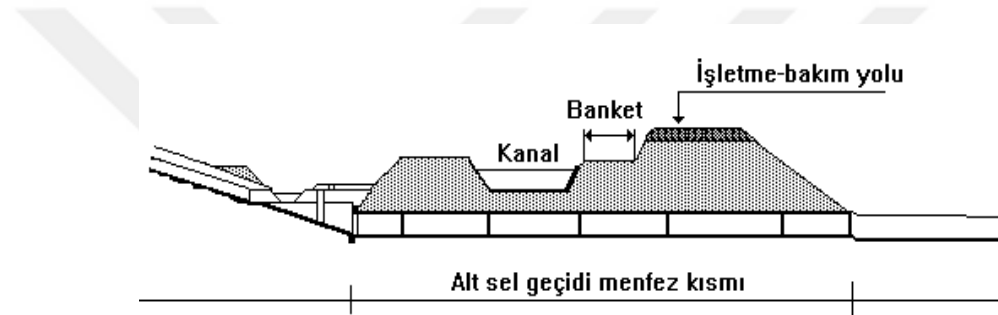 İşletme-bakım yolu
Banket
Kanal
Alt sel geçidi menfez kısmı